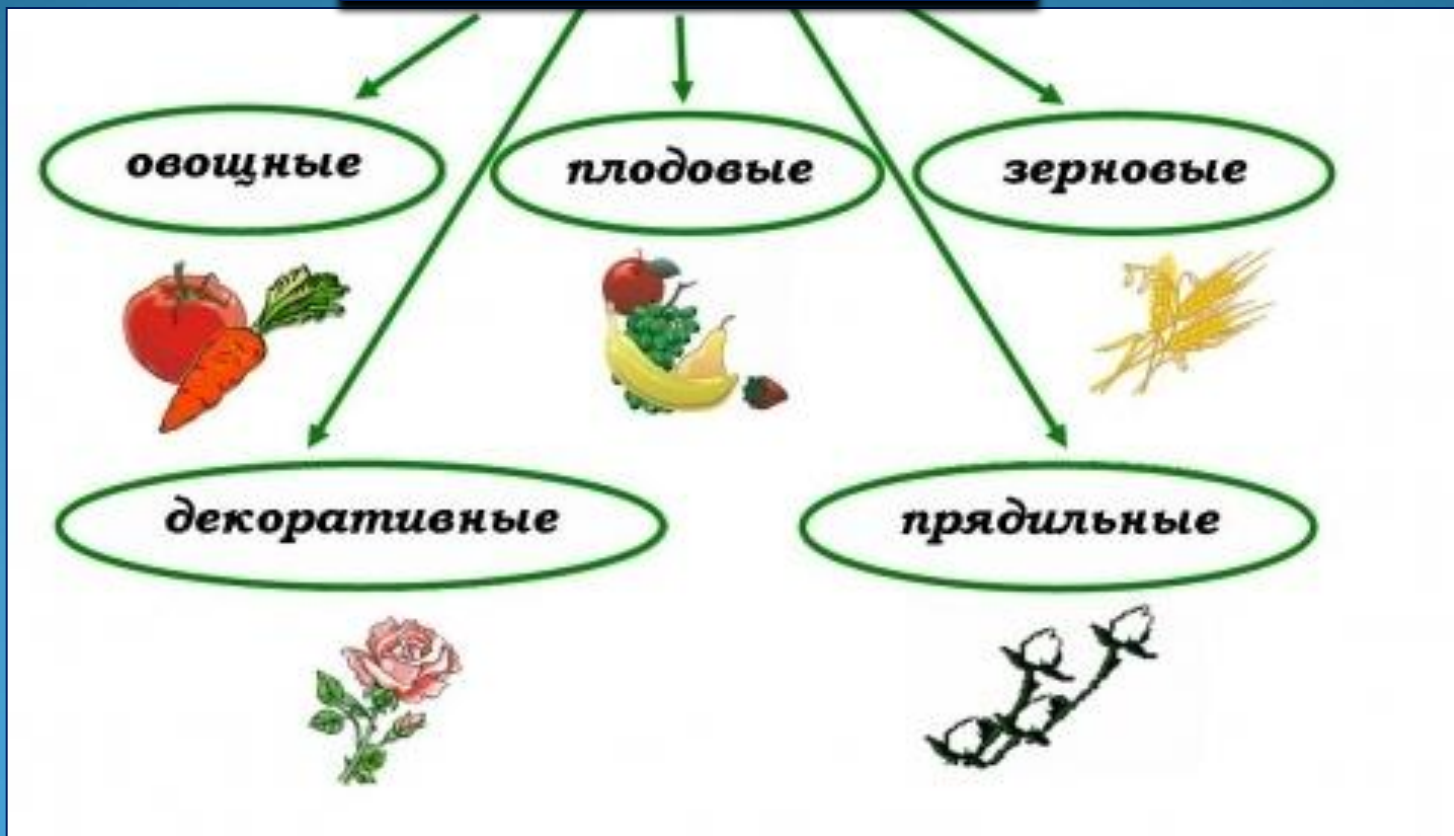 овощные
плодовые
зерновые
декоративные
прядильные